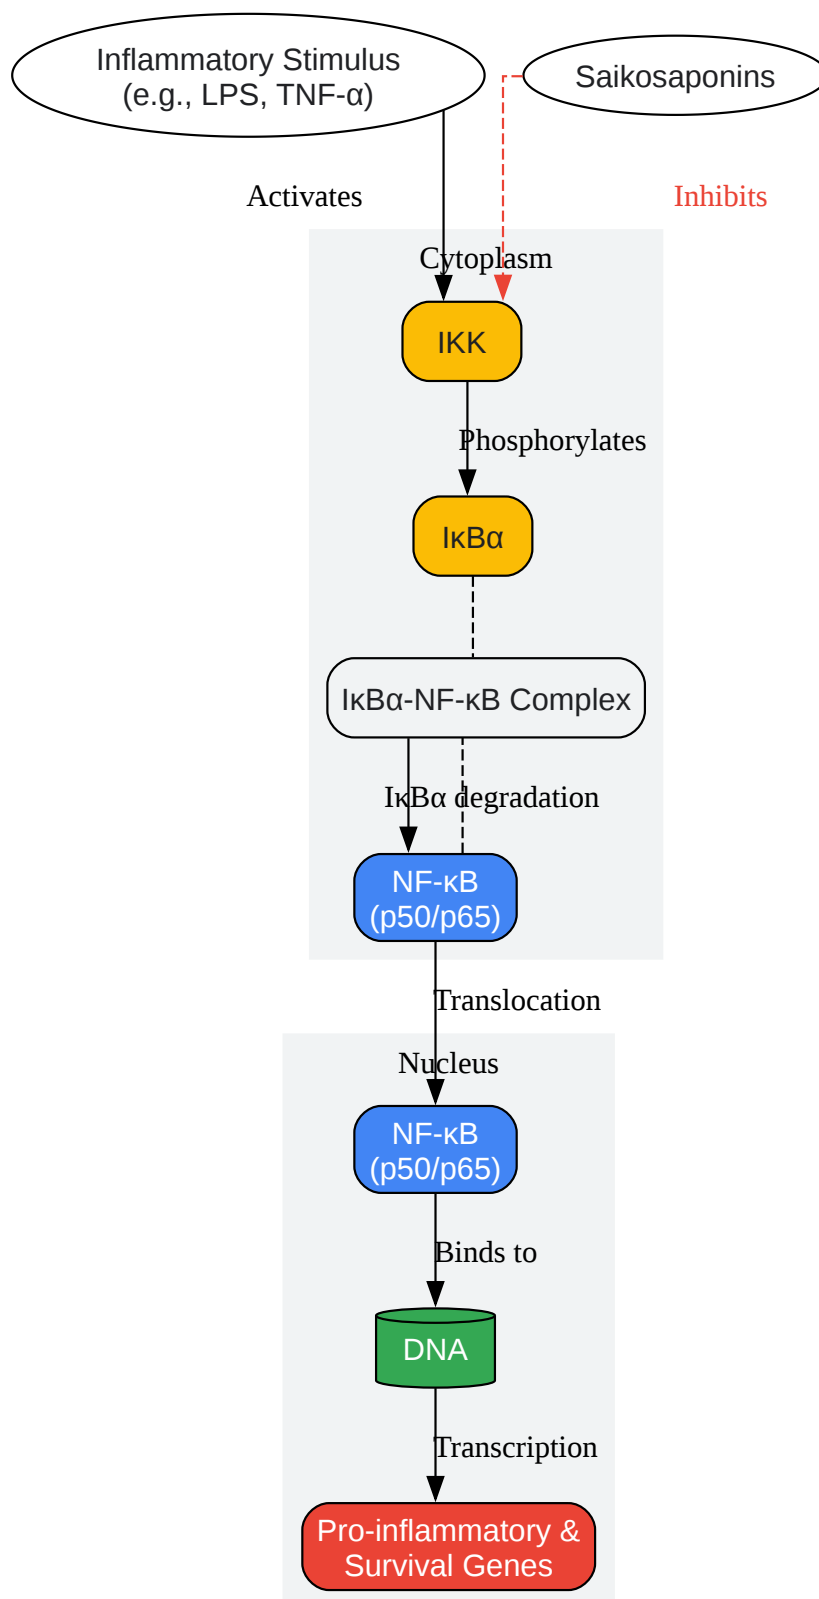 Inflammatory Stimulus
(e.g., LPS, TNF-α)
Saikosaponins
Activates
Inhibits
Cytoplasm
IKK
Phosphorylates
IκBα
IκBα-NF-κB Complex
IκBα degradation
NF-κB
(p50/p65)
Translocation
Nucleus
NF-κB
(p50/p65)
Binds to
DNA
Transcription
Pro-inflammatory &
Survival Genes